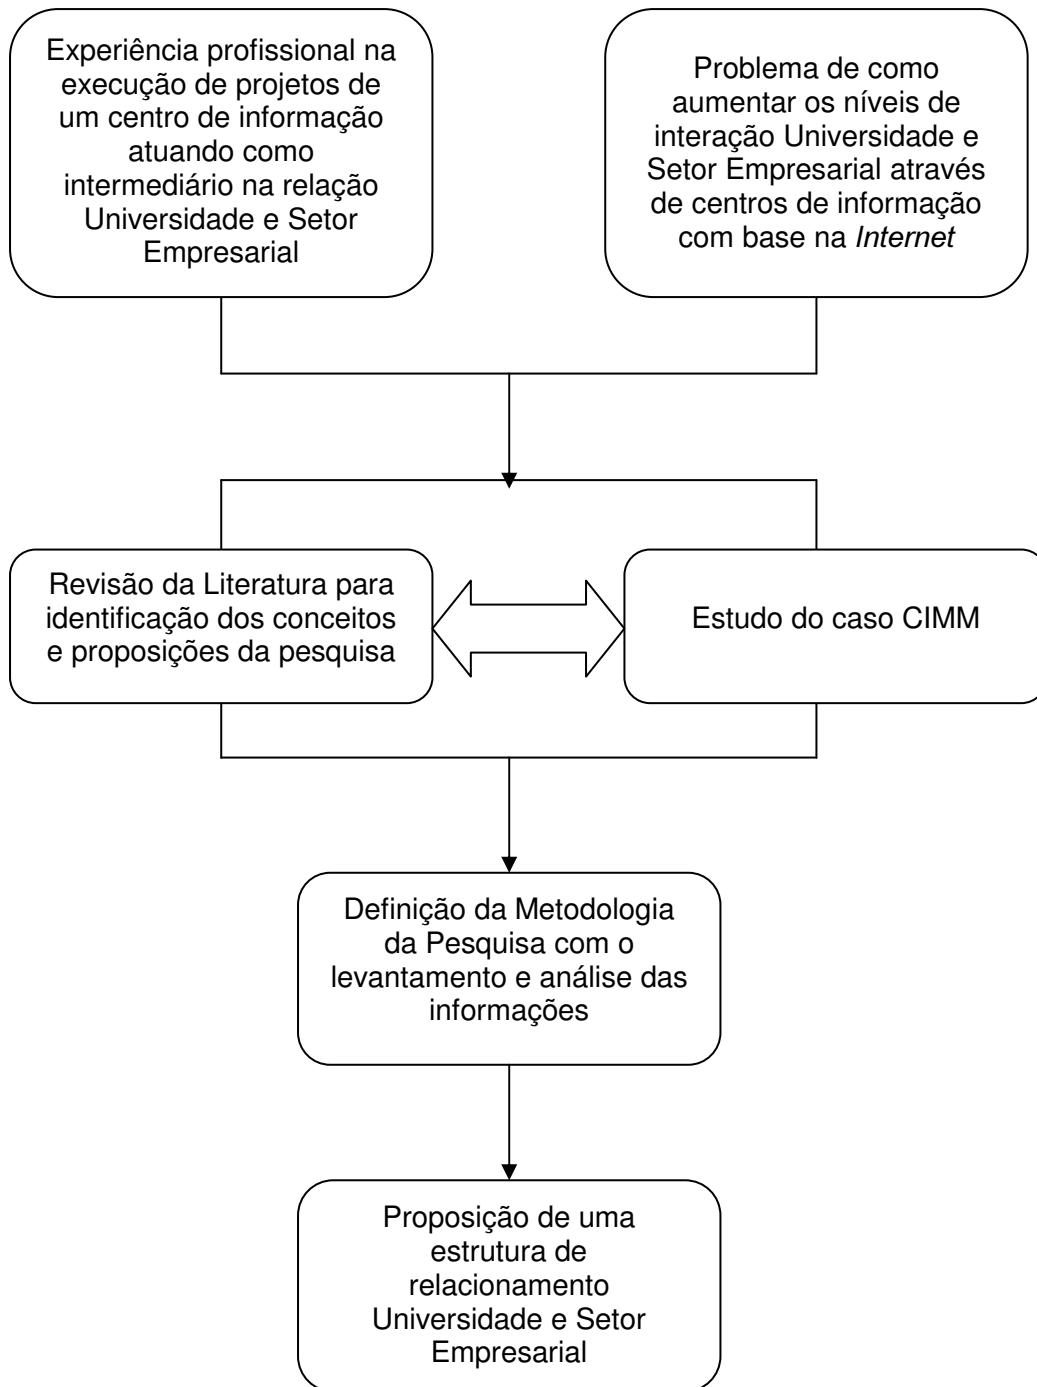 Experiência profissional na
execução de projetos de
um centro de informação
atuando como
intermediário na relação
Universidade e Setor
Empresarial
Problema de como
aumentar os níveis de
interação Universidade e
Setor Empresarial através
de centros de informação
com base na Internet
Revisão da Literatura para
identificação dos conceitos
e proposições da pesquisa
Estudo do caso CIMM
Definição da Metodologia
da Pesquisa com o
levantamento e análise das
informações
Proposição de uma
estrutura de
relacionamento
Universidade e Setor
Empresarial